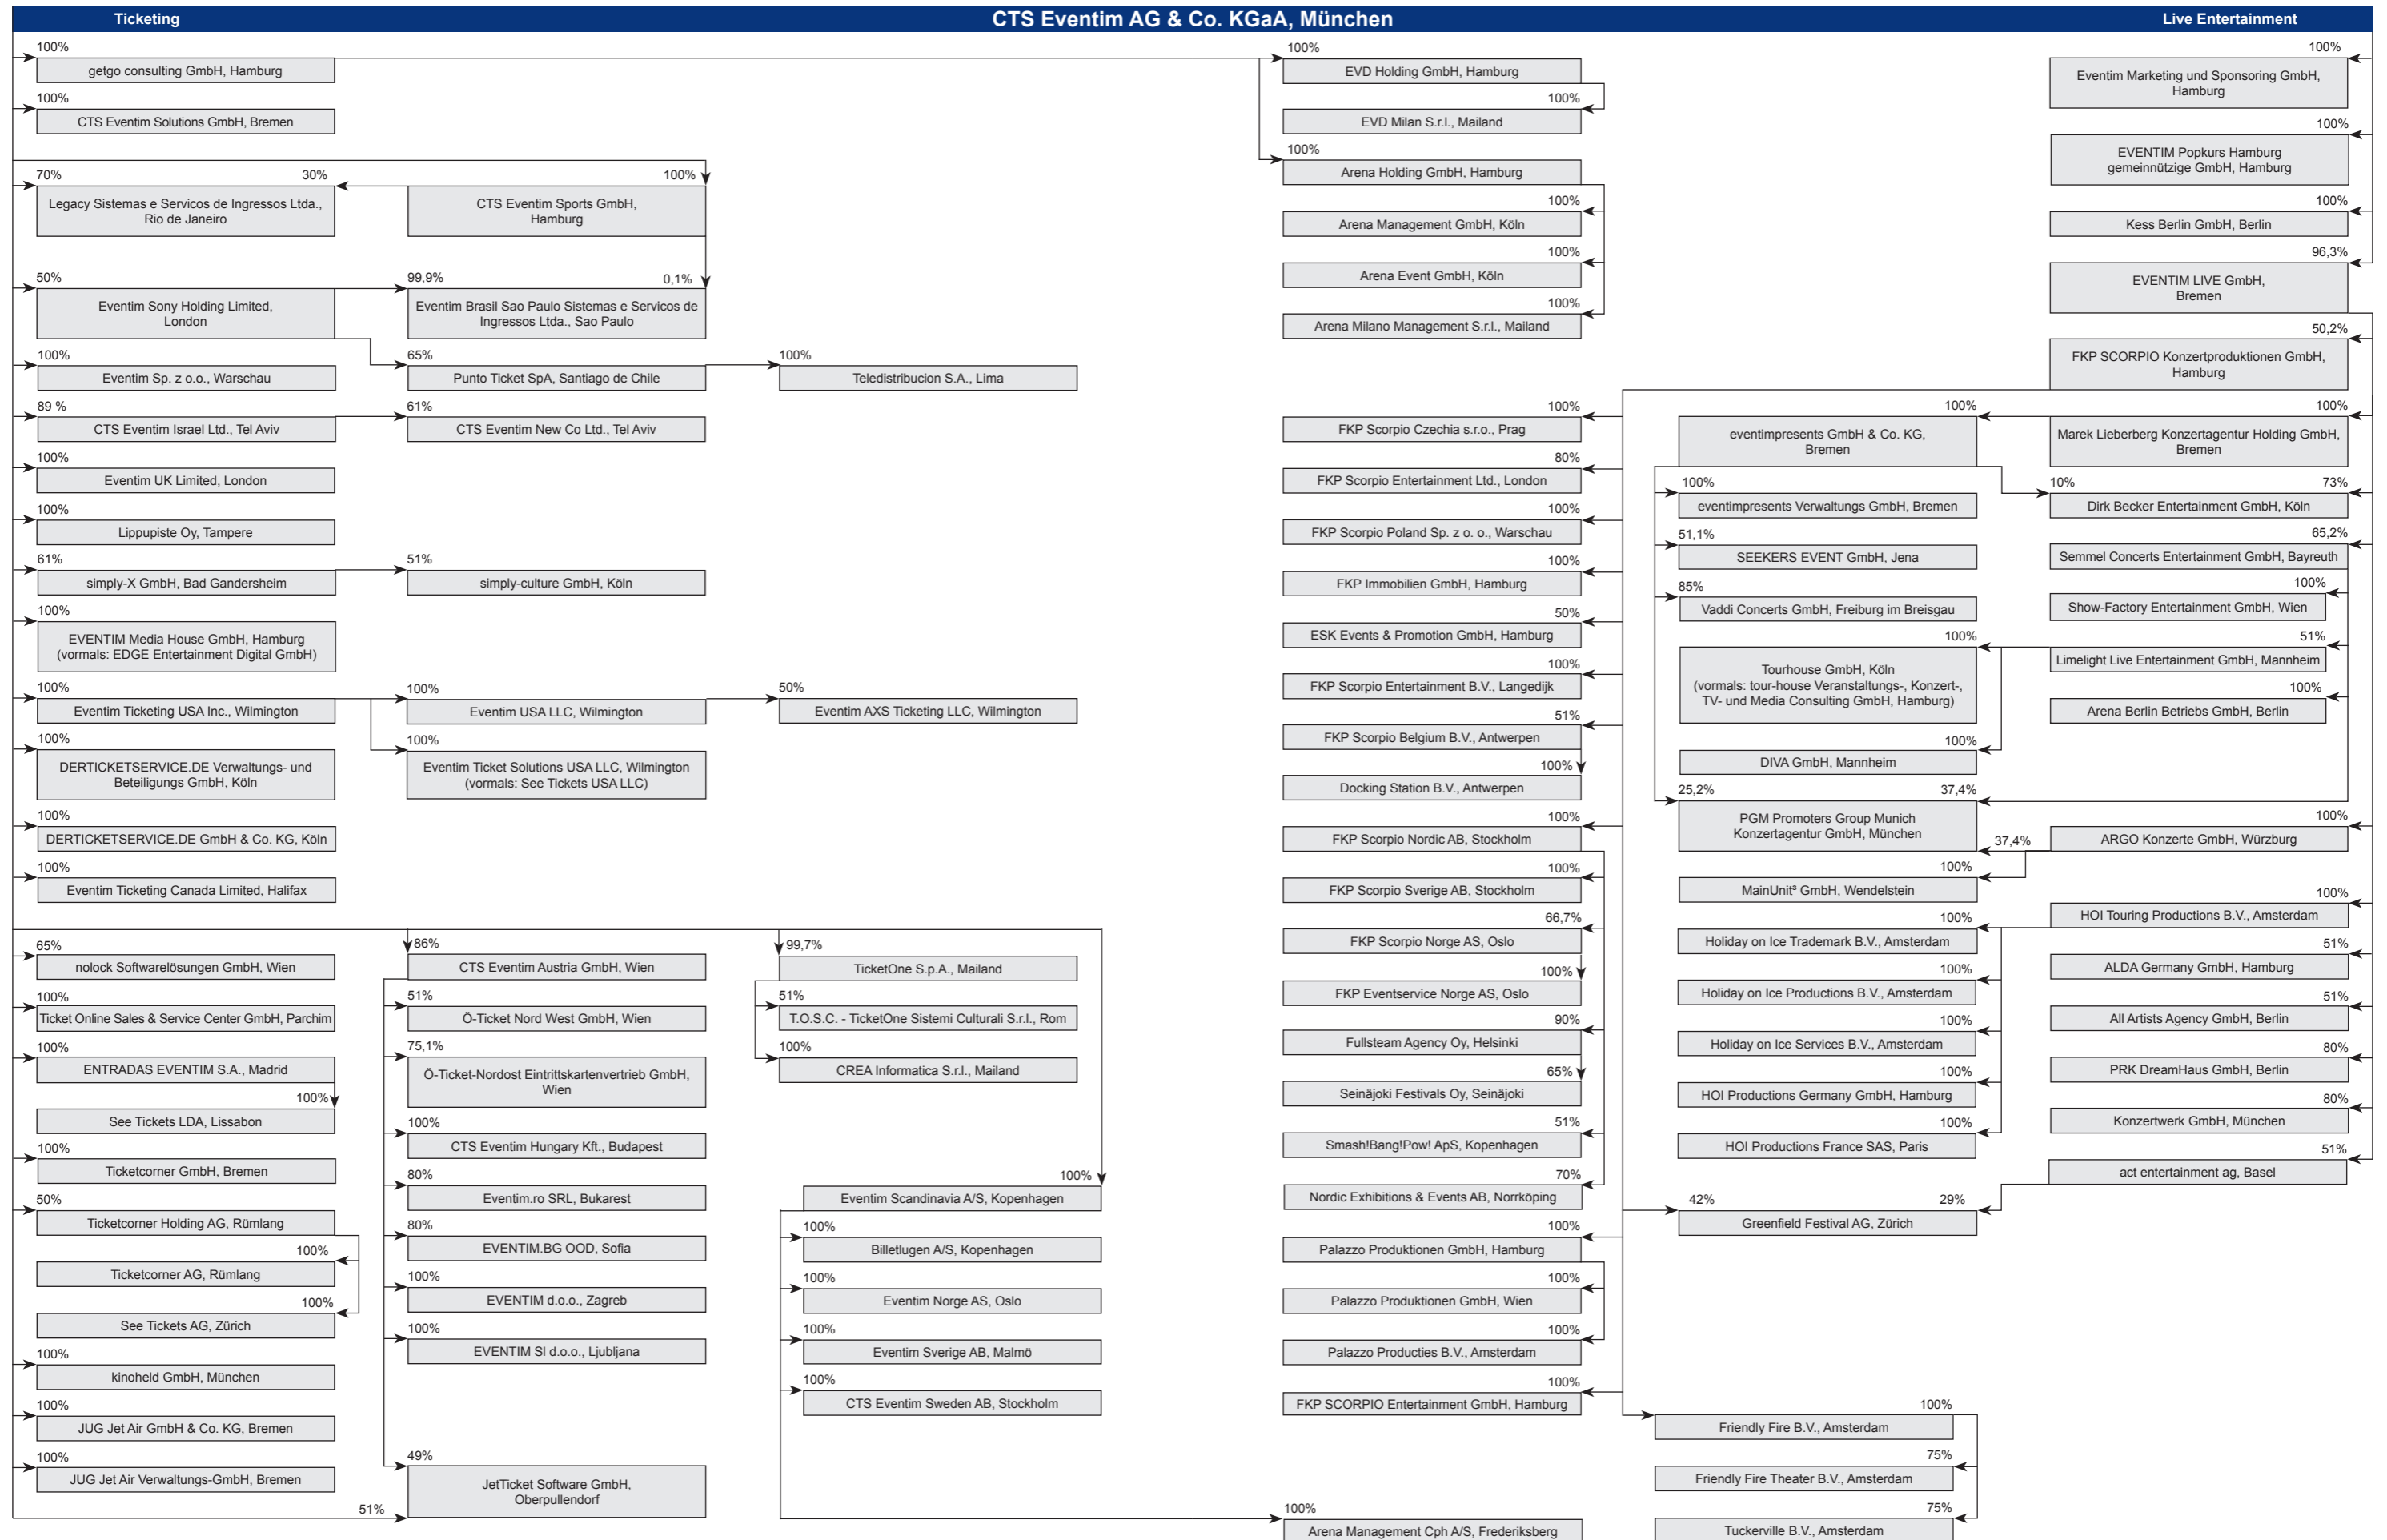 Ticketing
CTS Eventim AG & Co. KGaA, München
Live Entertainment
100%
getgo consulting GmbH, Hamburg
100%
CTS Eventim Solutions GmbH, Bremen
70%
30%
Legacy Sistemas e Servicos de Ingressos Ltda.,
Rio de Janeiro
100%
CTS Eventim Sports GmbH,
Hamburg
50%
Eventim Sony Holding Limited,
London
99,9%
0,1%
Eventim Brasil Sao Paulo Sistemas e Servicos de
Ingressos Ltda., Sao Paulo
100%
Eventim Sp. z o.o., Warschau
65%
Punto Ticket SpA, Santiago de Chile
100%
Teledistribucion S.A., Lima
89 %
CTS Eventim Israel Ltd., Tel Aviv
61%
CTS Eventim New Co Ltd., Tel Aviv
100%
Eventim UK Limited, London
100%
Lippupiste Oy, Tampere
61%
simply-X GmbH, Bad Gandersheim
51%
simply-culture GmbH, Köln
100%
EVENTIM Media House GmbH, Hamburg
(vormals: EDGE Entertainment Digital GmbH)
100%
Eventim Ticketing USA Inc., Wilmington
100%
Eventim USA LLC, Wilmington
50%
Eventim AXS Ticketing LLC, Wilmington
100%
DERTICKETSERVICE.DE Verwaltungs- und
Beteiligungs GmbH, Köln
100%
Eventim Ticket Solutions USA LLC, Wilmington
(vormals: See Tickets USA LLC)
100%
DERTICKETSERVICE.DE GmbH & Co. KG, Köln
100%
Eventim Ticketing Canada Limited, Halifax
65%
nolock Softwarelösungen GmbH, Wien
100%
Ticket Online Sales & Service Center GmbH, Parchim
100%
ENTRADAS EVENTIM S.A., Madrid
100%
See Tickets LDA, Lissabon
100%
Ticketcorner GmbH, Bremen
50%
Ticketcorner Holding AG, Rümlang
100%
Ticketcorner AG, Rümlang
100%
See Tickets AG, Zürich
100%
kinoheld GmbH, München
100%
JUG Jet Air GmbH & Co. KG, Bremen
100%
JUG Jet Air Verwaltungs-GmbH, Bremen
51%
86%
CTS Eventim Austria GmbH, Wien
51%
Ö-Ticket Nord West GmbH, Wien
75,1%
Ö-Ticket-Nordost Eintrittskartenvertrieb GmbH,
Wien
100%
CTS Eventim Hungary Kft., Budapest
80%
Eventim.ro SRL, Bukarest
80%
EVENTIM.BG OOD, Sofia
100%
EVENTIM d.o.o., Zagreb
100%
EVENTIM SI d.o.o., Ljubljana
49%
JetTicket Software GmbH,
Oberpullendorf
99,7%
TicketOne S.p.A., Mailand
51%
T.O.S.C. - TicketOne Sistemi Culturali S.r.l., Rom
100%
CREA Informatica S.r.l., Mailand
100%
Eventim Scandinavia A/S, Kopenhagen
100%
Billetlugen A/S, Kopenhagen
100%
Eventim Norge AS, Oslo
100%
Eventim Sverige AB, Malmö
100%
CTS Eventim Sweden AB, Stockholm
100%
EVD Holding GmbH, Hamburg
100%
EVD Milan S.r.l., Mailand
100%
Arena Holding GmbH, Hamburg
100%
Arena Management GmbH, Köln
100%
Arena Event GmbH, Köln
100%
Arena Milano Management S.r.l., Mailand
100%
FKP Scorpio Czechia s.r.o., Prag
80%
FKP Scorpio Entertainment Ltd., London
100%
FKP Scorpio Poland Sp. z o. o., Warschau
100%
FKP Immobilien GmbH, Hamburg
50%
ESK Events & Promotion GmbH, Hamburg
100%
FKP Scorpio Entertainment B.V., Langedijk
51%
FKP Scorpio Belgium B.V., Antwerpen
100%
Docking Station B.V., Antwerpen
100%
FKP Scorpio Nordic AB, Stockholm
100%
FKP Scorpio Sverige AB, Stockholm
66,7%
FKP Scorpio Norge AS, Oslo
100%
FKP Eventservice Norge AS, Oslo
90%
Fullsteam Agency Oy, Helsinki
65%
Seinäjoki Festivals Oy, Seinäjoki
51%
Smash!Bang!Pow! ApS, Kopenhagen
70%
Nordic Exhibitions & Events AB, Norrköping
100%
Palazzo Produktionen GmbH, Hamburg
100%
Palazzo Produktionen GmbH, Wien
100%
Palazzo Producties B.V., Amsterdam
100%
FKP SCORPIO Entertainment GmbH, Hamburg
100%
Arena Management Cph A/S, Frederiksberg
100%
eventimpresents GmbH & Co. KG,
Bremen
100%
eventimpresents Verwaltungs GmbH, Bremen
51,1%
SEEKERS EVENT GmbH, Jena
85%
Vaddi Concerts GmbH, Freiburg im Breisgau
100%
Tourhouse GmbH, Köln
(vormals: tour-house Veranstaltungs-, Konzert-,
TV- und Media Consulting GmbH, Hamburg)
100%
DIVA GmbH, Mannheim
25,2%
37,4%
PGM Promoters Group Munich
Konzertagentur GmbH, München
37,4%
100%
MainUnit³ GmbH, Wendelstein
100%
Holiday on Ice Trademark B.V., Amsterdam
100%
Holiday on Ice Productions B.V., Amsterdam
100%
Holiday on Ice Services B.V., Amsterdam
100%
HOI Productions Germany GmbH, Hamburg
100%
HOI Productions France SAS, Paris
42%
29%
Greenfield Festival AG, Zürich
100%
Friendly Fire B.V., Amsterdam
75%
Friendly Fire Theater B.V., Amsterdam
75%
Tuckerville B.V., Amsterdam
100%
Eventim Marketing und Sponsoring GmbH,
Hamburg
100%
EVENTIM Popkurs Hamburg
gemeinnützige GmbH, Hamburg
100%
Kess Berlin GmbH, Berlin
96,3%
EVENTIM LIVE GmbH,
Bremen
50,2%
FKP SCORPIO Konzertproduktionen GmbH,
Hamburg
100%
Marek Lieberberg Konzertagentur Holding GmbH,
Bremen
10%
73%
Dirk Becker Entertainment GmbH, Köln
65,2%
Semmel Concerts Entertainment GmbH, Bayreuth
100%
Show-Factory Entertainment GmbH, Wien
51%
Limelight Live Entertainment GmbH, Mannheim
100%
Arena Berlin Betriebs GmbH, Berlin
100%
ARGO Konzerte GmbH, Würzburg
100%
HOI Touring Productions B.V., Amsterdam
51%
ALDA Germany GmbH, Hamburg
51%
All Artists Agency GmbH, Berlin
80%
PRK DreamHaus GmbH, Berlin
80%
Konzertwerk GmbH, München
51%
act entertainment ag, Basel